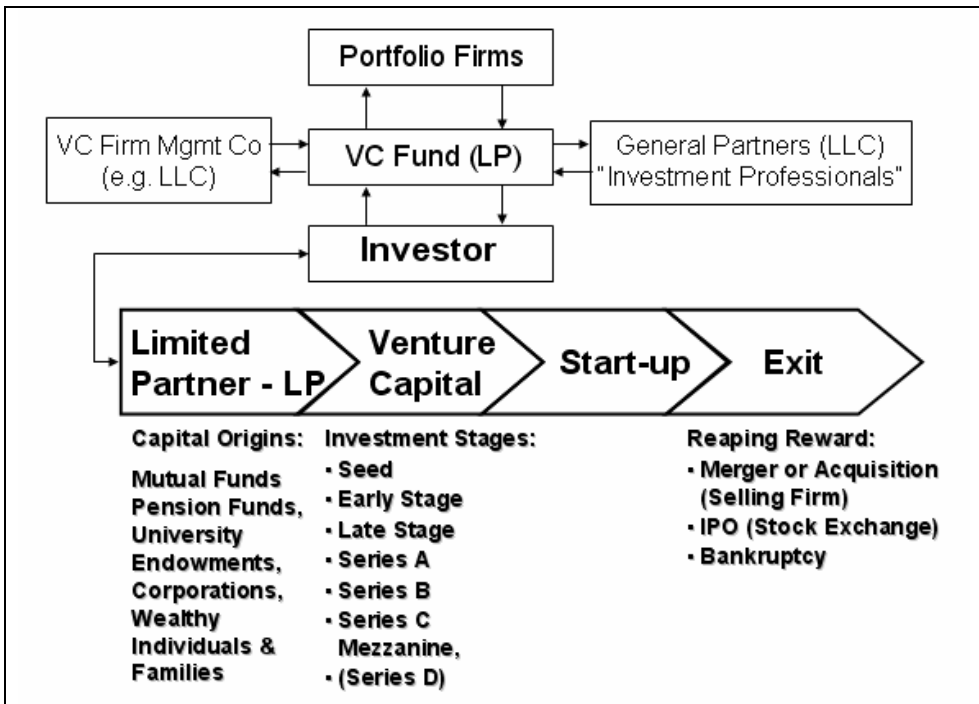 Portfolio Firms
VC Firm Mgmt Co
(e.g. LLC)
VC Fund (LP)
General Partners (LLC)
"Investment Professionals"
Investor
Limited
Partner - LP
Venture
Capital
Start-up
Exit
Capital Origins:
Mutual Funds
Pension Funds,
University
Endowments,
Corporations,
Wealthy
Individuals &
Families
Investment Stages:
▪ Seed
▪ Early Stage
▪ Late Stage
▪ Series A
▪ Series B
▪ Series C
Mezzanine,
▪ (Series D)
Reaping Reward:
▪ Merger or Acquisition
(Selling Firm)
▪ IPO (Stock Exchange)
▪ Bankruptcy